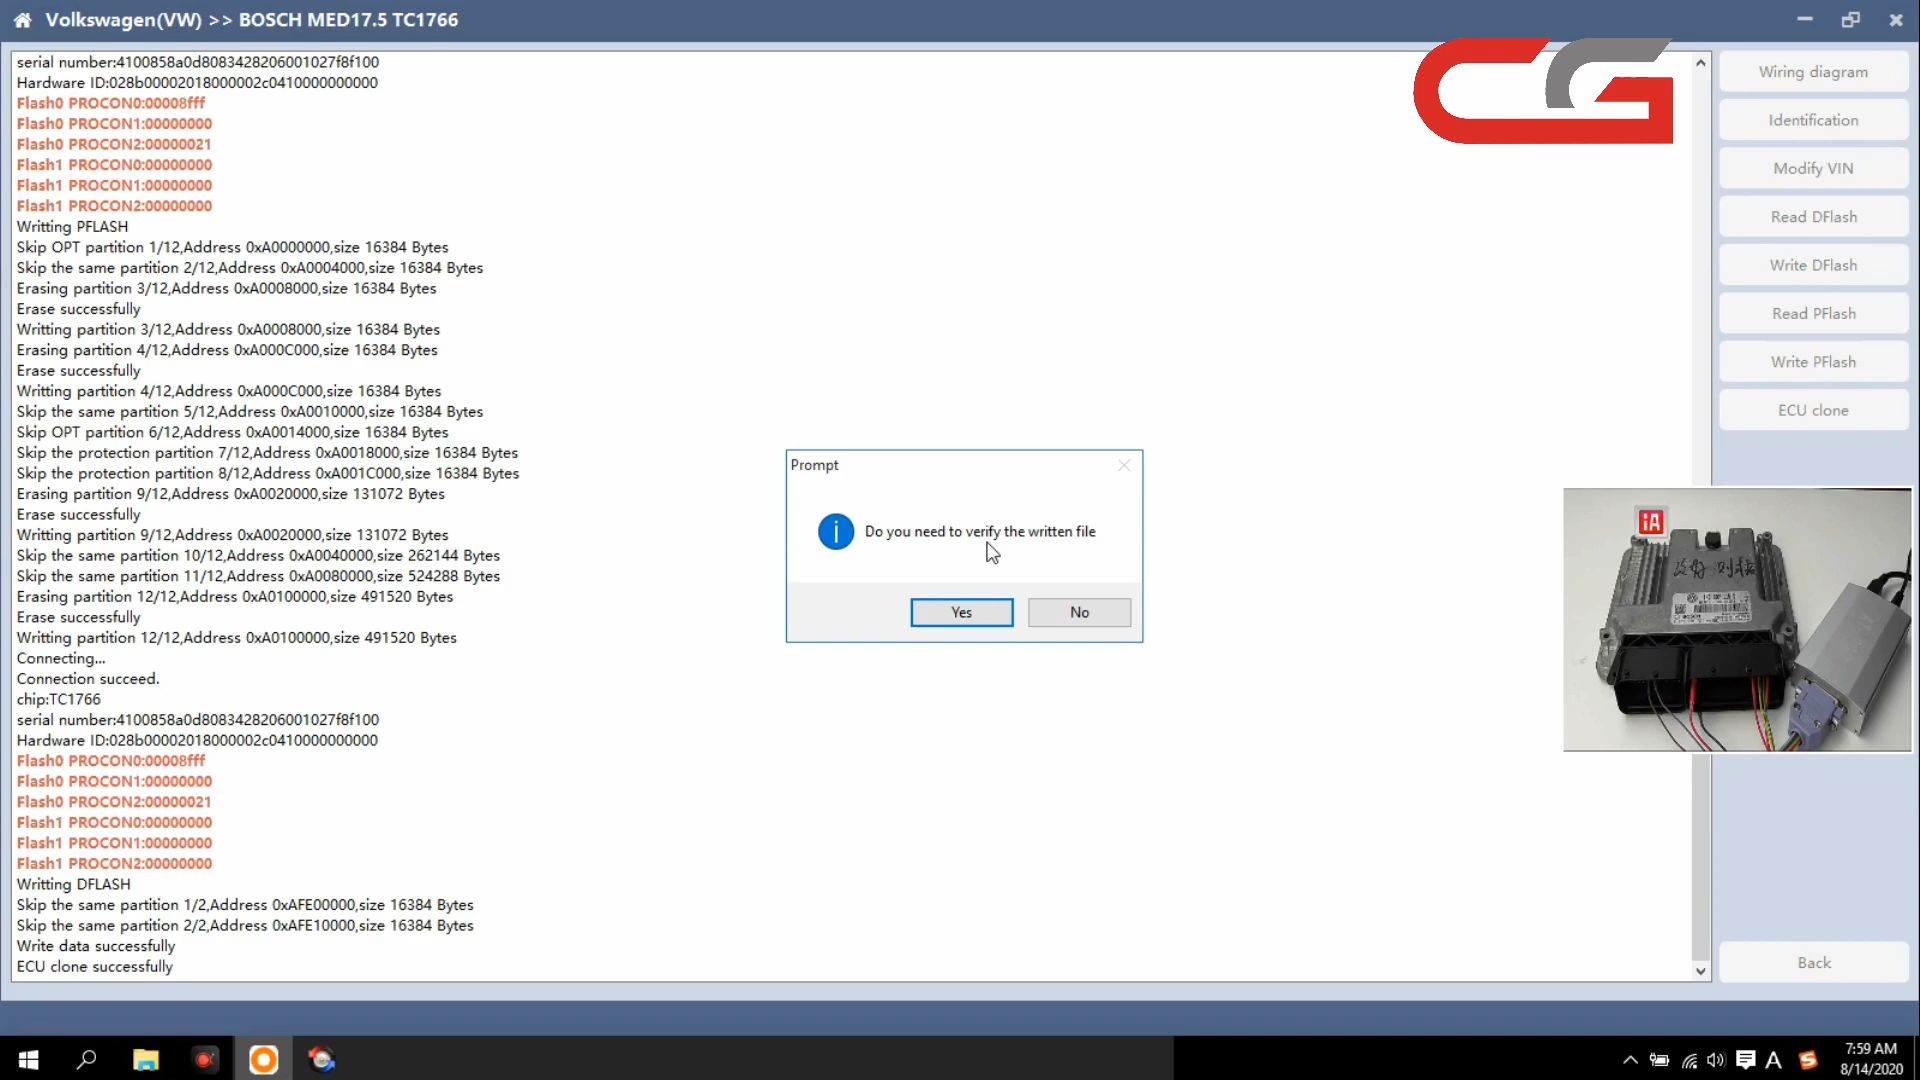 Volkswagen(VW) >> BOSCH MED17.5 TC1766
serial number:4100858a0d8083428206001027f8f100
Hardware ID:028b00002018000002c0410000000000
Flash0 PROCON0:00008fff
Flash0 PROCON1:00000000
Flash0 PROCON2:00000021
Flash1 PROCON0:00000000
Flash1 PROCON1:00000000
Flash1 PROCON2:00000000
Writting PFLASH
Skip OPT partition 1/12,Address 0xA0000000,size 16384 Bytes
Skip the same partition 2/12,Address 0xA0004000,size 16384 Bytes
Erasing partition 3/12,Address 0xA0008000,size 16384 Bytes
Erase successfully
Writting partition 3/12,Address 0xA0008000,size 16384 Bytes
Erasing partition 4/12,Address 0xA000C000,size 16384 Bytes
Erase successfully
Writting partition 4/12,Address 0xA000C000,size 16384 Bytes
Skip the same partition 5/12,Address 0xA0010000,size 16384 Bytes
Skip OPT partition 6/12,Address 0xA0014000,size 16384 Bytes
Skip the protection partition 7/12,Address 0xA0018000,size 16384 Bytes
Skip the protection partition 8/12,Address 0xA001C000,size 16384 Bytes
Erasing partition 9/12,Address 0xA0020000,size 131072 Bytes
Erase successfully
Writting partition 9/12,Address 0xA0020000,size 131072 Bytes
Skip the same partition 10/12,Address 0xA0040000,size 262144 Bytes
Skip the same partition 11/12,Address 0xA0080000,size 524288 Bytes
Erasing partition 12/12,Address 0xA0100000,size 491520 Bytes
Erase successfully
Writting partition 12/12,Address 0xA0100000,size 491520 Bytes
Connecting...
Connection succeed.
chip:TC1766
serial number:4100858a0d8083428206001027f8f100
Hardware ID:028b00002018000002c0410000000000
Flash0 PROCON0:00008fff
Flash0 PROCON1:00000000
Flash0 PROCON2:00000021
Flash1 PROCON0:00000000
Flash1 PROCON1:00000000
Flash1 PROCON2:00000000
Writting DFLASH
Skip the same partition 1/2,Address 0xAFE00000,size 16384 Bytes
Skip the same partition 2/2,Address 0xAFE10000,size 16384 Bytes
Write data successfully
ECU clone successfully
Prompt
Do you need to verify the written file
Yes
No
CG
Wiring diagram
Identification
Modify VIN
Read DFlash
Write DFlash
Read PFlash
Write PFlash
ECU clone
iA
Back
A
S
7:59 AM
8/14/2020